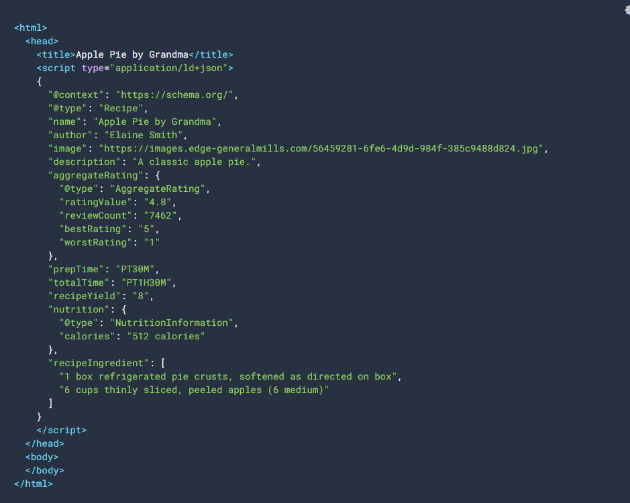 <html>
<head>
<title>Apple Pie by Grandma</title>
<script type="application/ld+json">
{
"@context": "https://schema.org/",
"@type": "Recipe",
"name": "Apple Pie by Grandma",
"author": "Elaine Smith",
"image": "https://images.edge-generalmills.com/56459281-6fe6-4d9d-984f-385c9488d824.jpg",
"description": "A classic apple pie.",
"aggregateRating": {
"@type": "AggregateRating",
"ratingValue": "4.8",
"reviewCount": "7462",
"bestRating": "5",
"worstRating": "1"
},
"prepTime": "PT30M",
"totalTime": "PT1H30M",
"recipeYield": "8",
"nutrition": {
"@type": "NutritionInformation",
"calories": "512 calories"
},
"recipeIngredient": [
"1 box refrigerated pie crusts, softened as directed on box",
"6 cups thinly sliced, peeled apples (6 medium)"
]
}
</script>
</head>
<body>
</body>
</html>